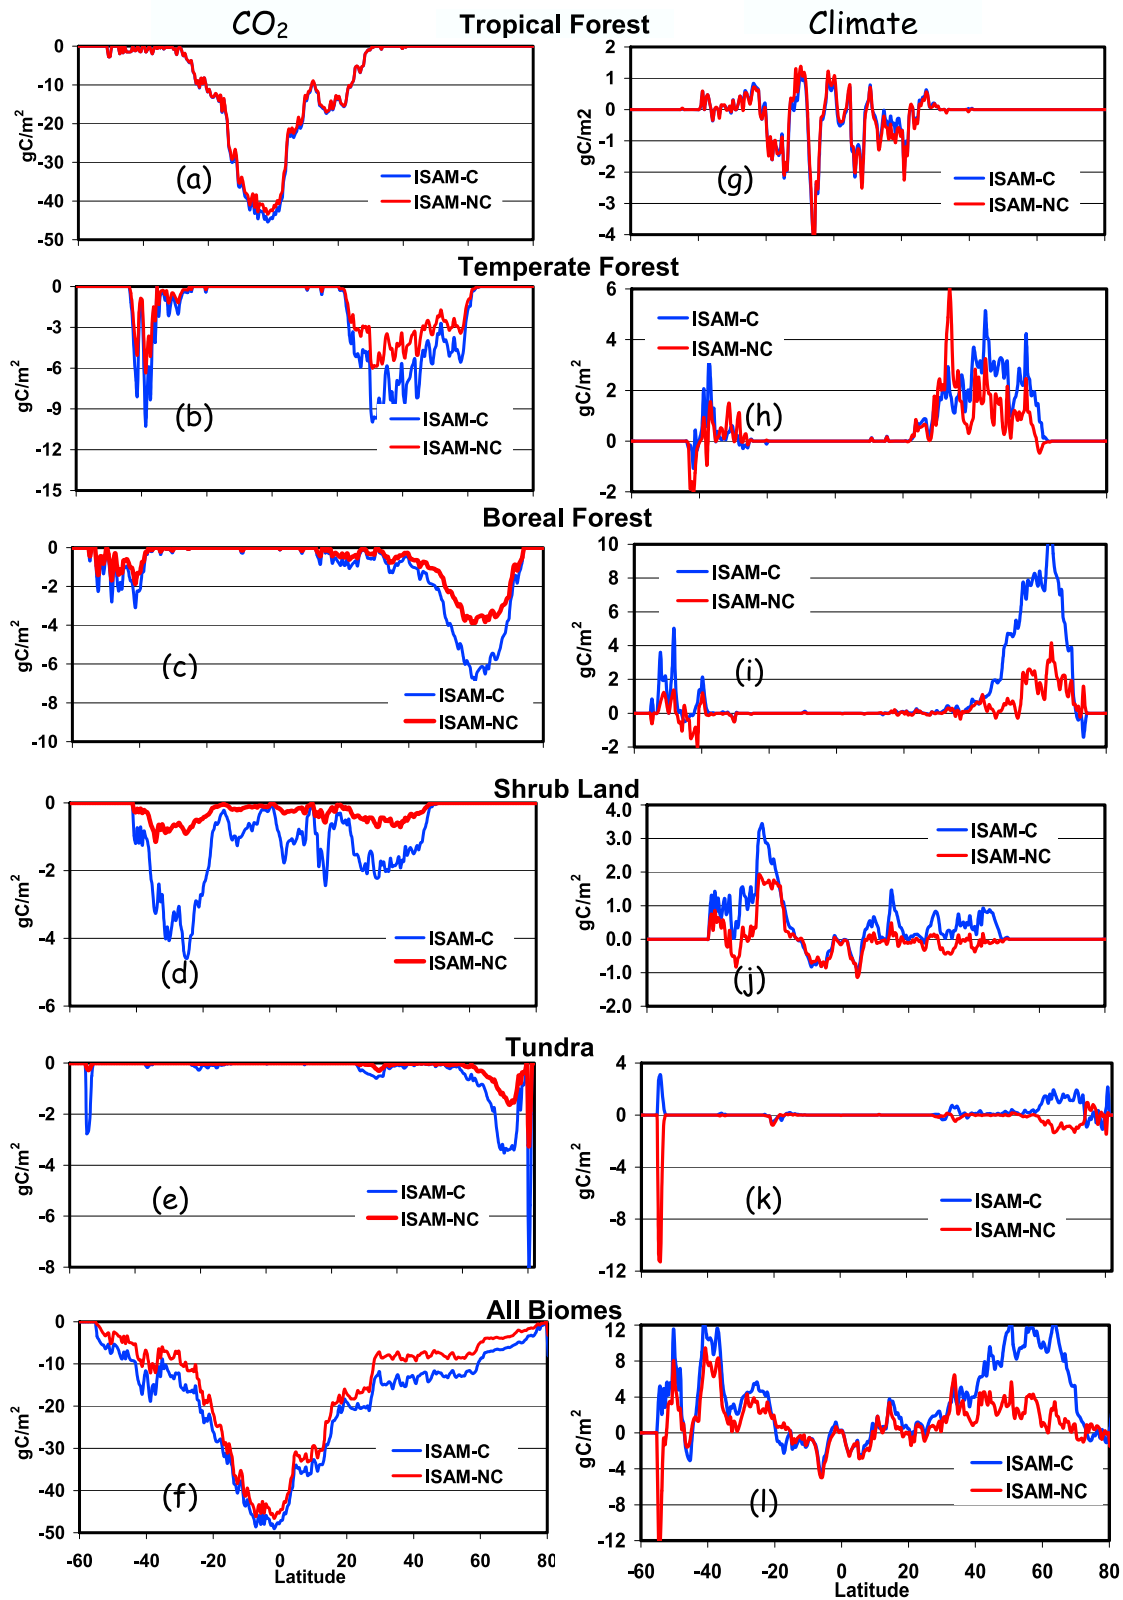 CO₂ Tropical Forest Climate
0
-10
-20
-30
-40
-50
gC/m²
(a)
ISAM-C
ISAM-NC
2
1
0
-1
-2
-3
-4
gC/m2
(g)
ISAM-C
ISAM-NC
Temperate Forest
0
-3
-6
-9
-12
-15
gC/m²
(b)
ISAM-C
ISAM-NC
6
4
2
0
-2
gC/m²
(h)
ISAM-C
ISAM-NC
Boreal Forest
0
-2
-4
-6
-8
-10
gC/m²
(c)
ISAM-C
ISAM-NC
10
8
6
4
2
0
-2
gC/m²
(i)
ISAM-C
ISAM-NC
Shrub Land
0
-2
-4
-6
gC/m²
(d)
ISAM-C
ISAM-NC
4.0
3.0
2.0
1.0
0.0
-1.0
-2.0
gC/m²
(j)
ISAM-C
ISAM-NC
Tundra
0
-2
-4
-6
-8
gC/m²
(e)
ISAM-C
ISAM-NC
4
0
-4
-8
-12
gC/m²
(k)
ISAM-C
ISAM-NC
All Biomes
0
-10
-20
-30
-40
-50
gC/m²
(f)
ISAM-C
ISAM-NC
-60 -40 -20 0 20 40 60 80
Latitude
12
8
4
0
-4
-8
-12
gC/m²
(l)
ISAM-C
ISAM-NC
-60 -40 -20 0 20 40 60 80
Latitude